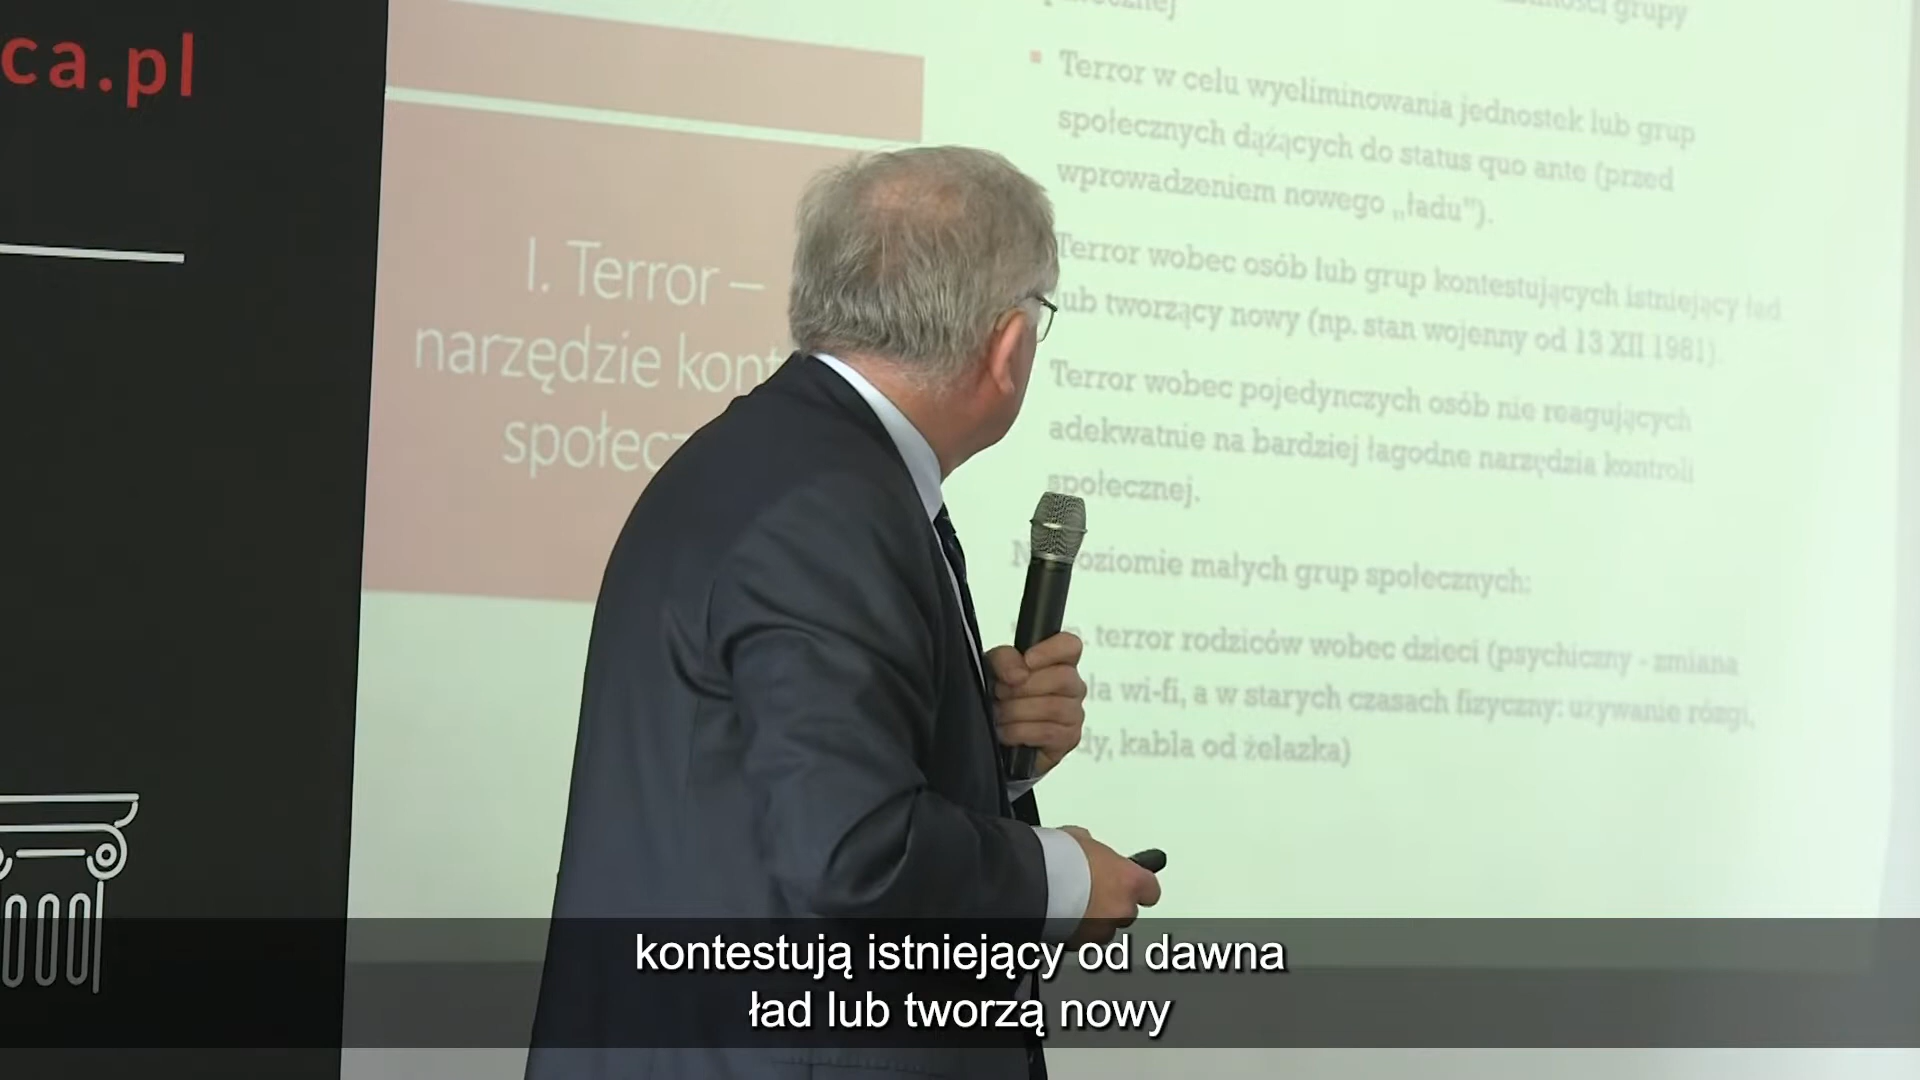 ca.pl
I. Terror –
narzędzie
społecz
grupy
Terror w celu wyeliminowania jednostek lub grup
społecznych dążących do status quo ante (przed
wprowadzeniem nowego „ładu”).
Terror wobec osób lub grup kontestujących istniejący ład
lub tworzący nowy (np. stan wojenny od 13 XII 1981).
Terror wobec pojedynczych osób nie reagujących
adekwatnie na bardziej łagodne narzędzia kontroli
społecznej.
oziomie małych grup społecznych:
terror rodziców wobec dzieci (psychiczny - zmiana
ła wi-fi, a w starych czasach fizyczny: używanie rózgi,
dy, kabla od żelazka)
kontestują istniejący od dawna
ład lub tworzą nowy